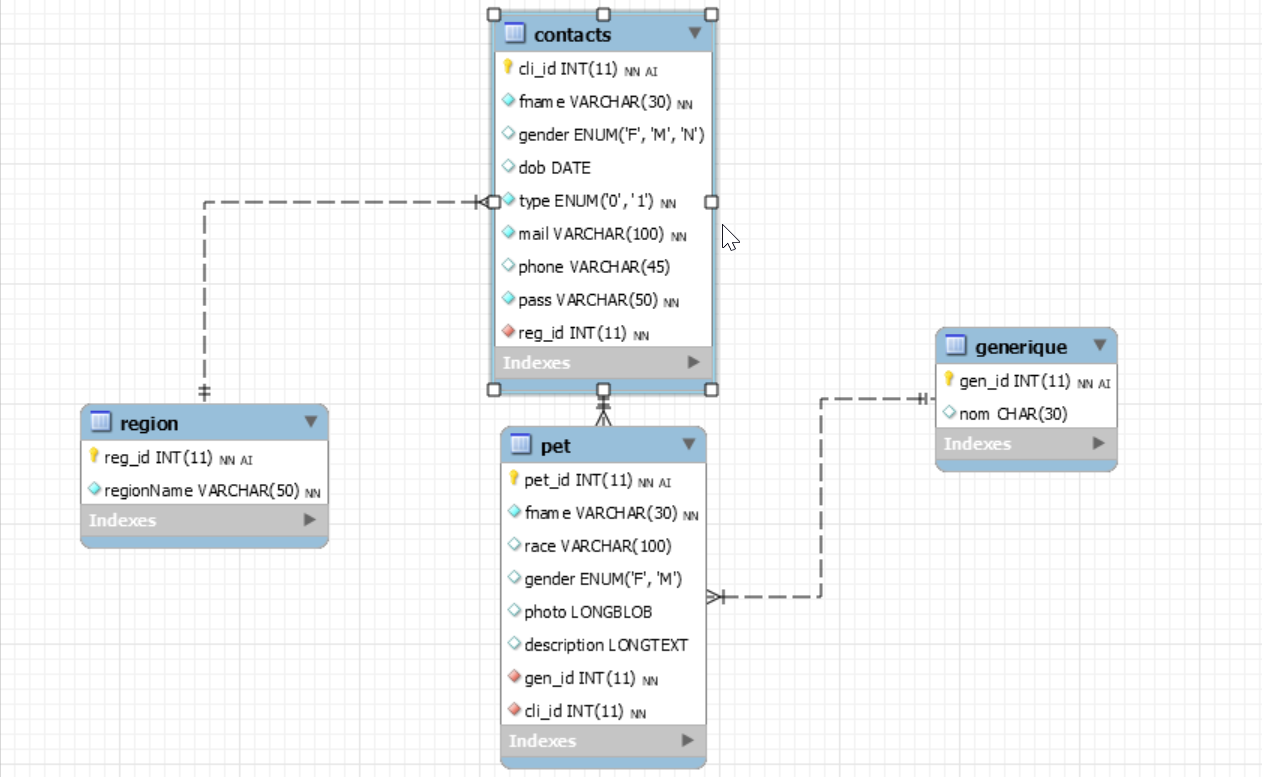 contacts
cli_id INT(11) NN AI
fname VARCHAR(30) NN
gender ENUM('F', 'M', 'N')
dob DATE
type ENUM('0', '1') NN
mail VARCHAR(100) NN
phone VARCHAR(45)
pass VARCHAR(50) NN
reg_id INT(11) NN
Indexes
region
reg_id INT(11) NN AI
regionName VARCHAR(50) NN
Indexes
pet
pet_id INT(11) NN AI
fname VARCHAR(30) NN
race VARCHAR(100)
gender ENUM('F', 'M')
photo LONGBLOB
description LONGTEXT
gen_id INT(11) NN
cli_id INT(11) NN
Indexes
generique
gen_id INT(11) NN AI
nom CHAR(30)
Indexes